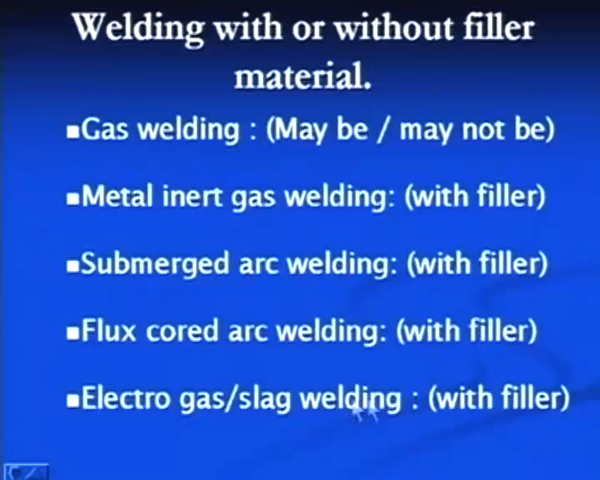 Welding with or without filler
material.
▪Gas welding : (May be / may not be)
▪Metal inert gas welding: (with filler)
▪Submerged arc welding: (with filler)
▪Flux cored arc welding: (with filler)
▪Electro gas/slag welding : (with filler)